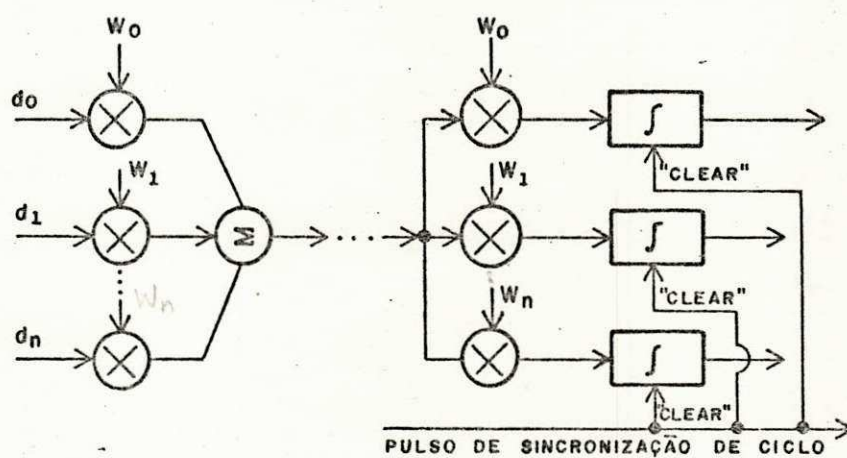 W₀ W₀
d₀ ∫
"CLEAR"
W₁ W₁
d₁ Σ ∫
Wₙ Wₙ "CLEAR"
dₙ ∫
"CLEAR"
PULSO DE SINCRONIZAÇÃO DE CICLO